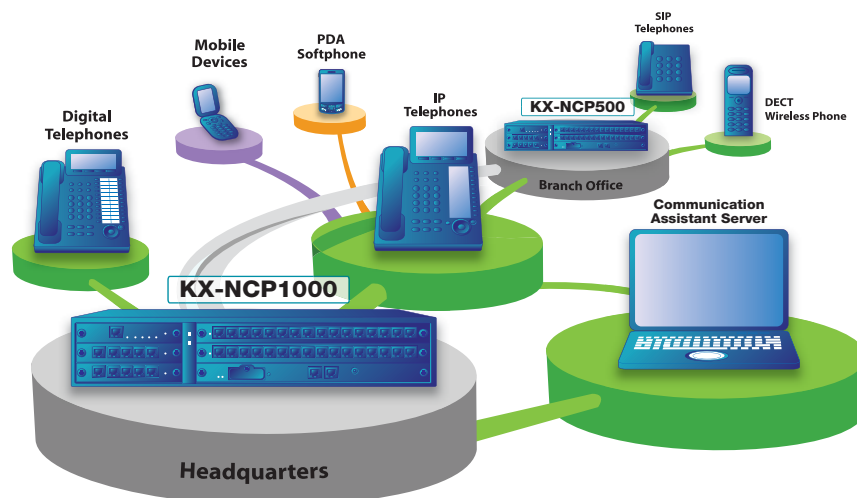 SIP
Telephones
Mobile
Devices
PDA
Softphone
IP
Telephones
KX-NCP500
DECT
Wireless Phone
Digital
Telephones
Branch Office
Communication
Assistant Server
KX-NCP1000
Headquarters